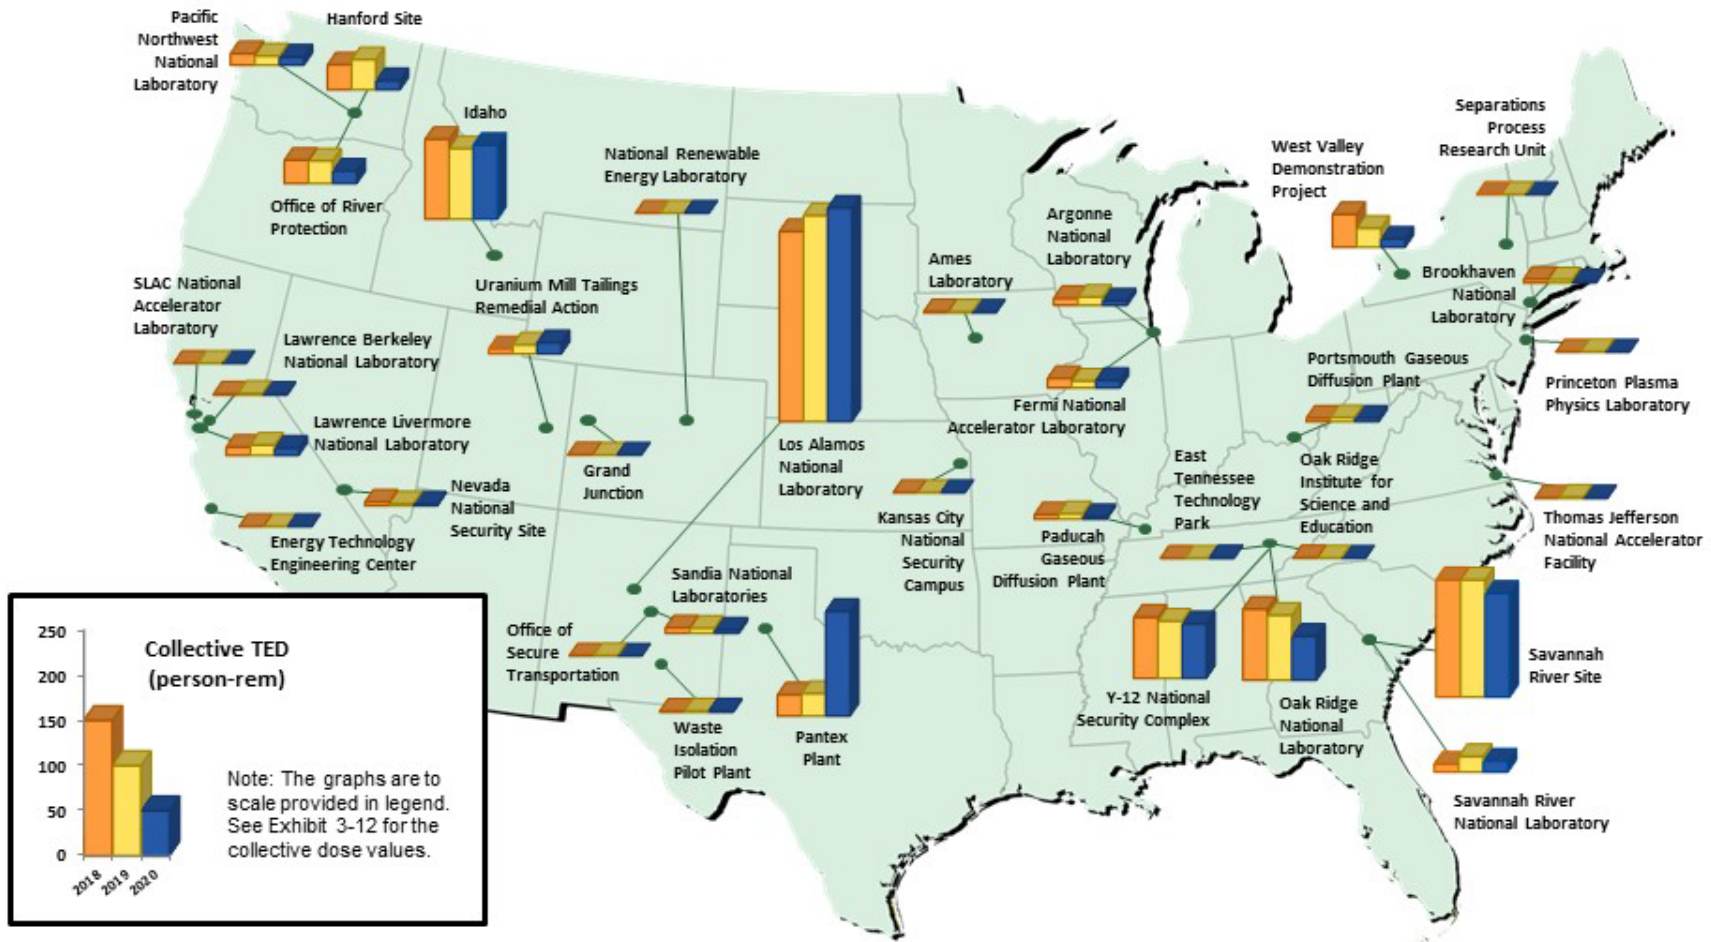 Pacific
Northwest
National
Laboratory
Hanford Site
Idaho
Office of River
Protection
National Renewable
Energy Laboratory
Separations
Process
Research Unit
West Valley
Demonstration
Project
Argonne
National
Laboratory
Ames
Laboratory
Brookhaven
National
Laboratory
SLAC National
Accelerator
Laboratory
Uranium Mill Tailings
Remedial Action
Lawrence Berkeley
National Laboratory
Portsmouth Gaseous
Diffusion Plant
Princeton Plasma
Physics Laboratory
Fermi National
Accelerator Laboratory
Lawrence Livermore
National Laboratory
Los Alamos
National
Laboratory
Grand
Junction
Nevada
National
Security Site
East
Tennessee
Technology
Park
Oak Ridge
Institute for
Science and
Education
Kansas City
National
Security
Campus
Paducah
Gaseous
Diffusion Plant
Thomas Jefferson
National Accelerator
Facility
Energy Technology
Engineering Center
Sandia National
Laboratories
Office of
Secure
Transportation
Waste
Isolation
Pilot Plant
Pantex
Plant
Y-12 National
Security Complex
Oak Ridge
National
Laboratory
Savannah
River Site
Savannah River
National Laboratory
Collective TED
(person-rem)
250
200
150
100
50
0
2018
2019
2020
Note: The graphs are to
scale provided in legend.
See Exhibit 3-12 for the
collective dose values.